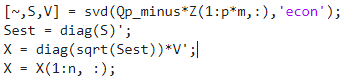 [~,S,V] = svd(Qp_minus*Z(1:p*m,:),'econ');
Sest = diag(S)';
X = diag(sqrt(Sest))*V';
X = X(1:n, :);